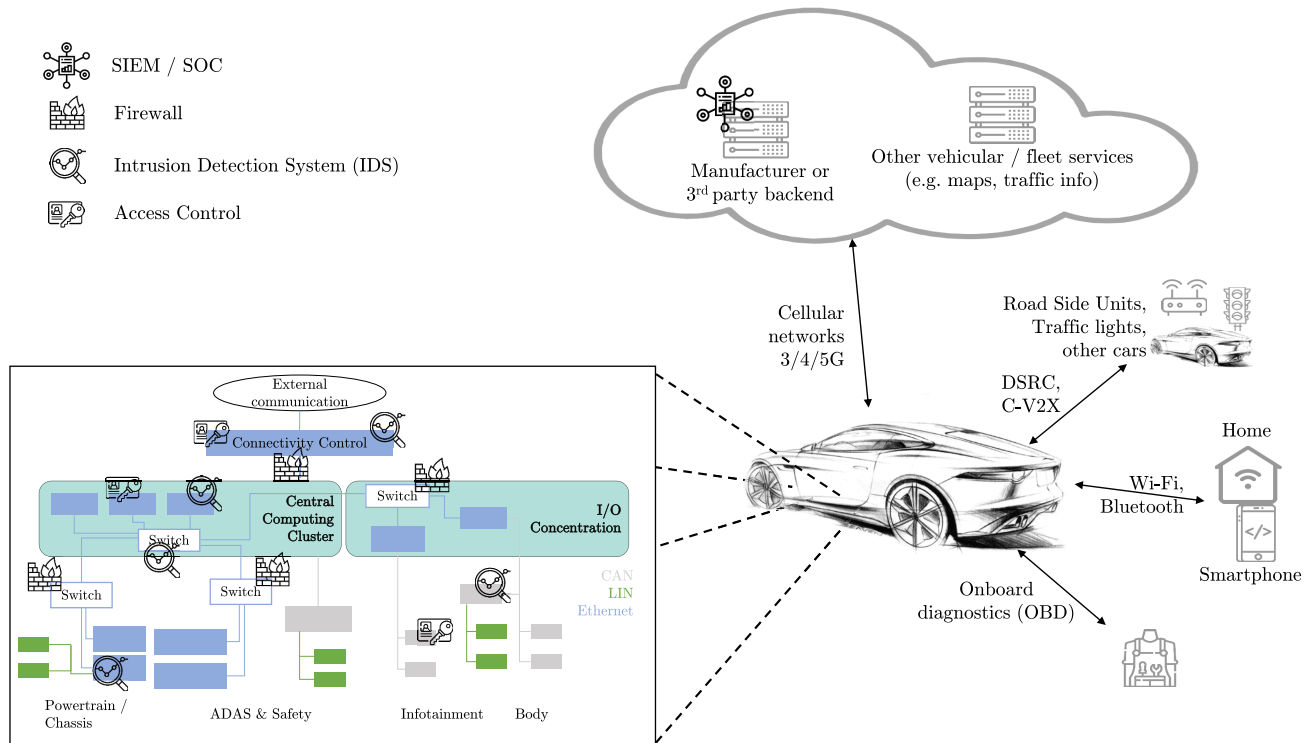 SIEM / SOC
Firewall
Intrusion Detection System (IDS)
Access Control
Manufacturer or
3rd party backend
Other vehicular / fleet services
(e.g. maps, traffic info)
Cellular
networks
3/4/5G
Road Side Units,
Traffic lights,
other cars
DSRC,
C-V2X
Home
Wi-Fi,
Bluetooth
</>
Smartphone
Onboard
diagnostics (OBD)
External
communication
Connectivity Control
Central
Computing
Cluster
Switch
I/O
Concentration
Switch
Switch
Switch
CAN
LIN
Ethernet
Powertrain /
Chassis
ADAS & Safety
Infotainment
Body